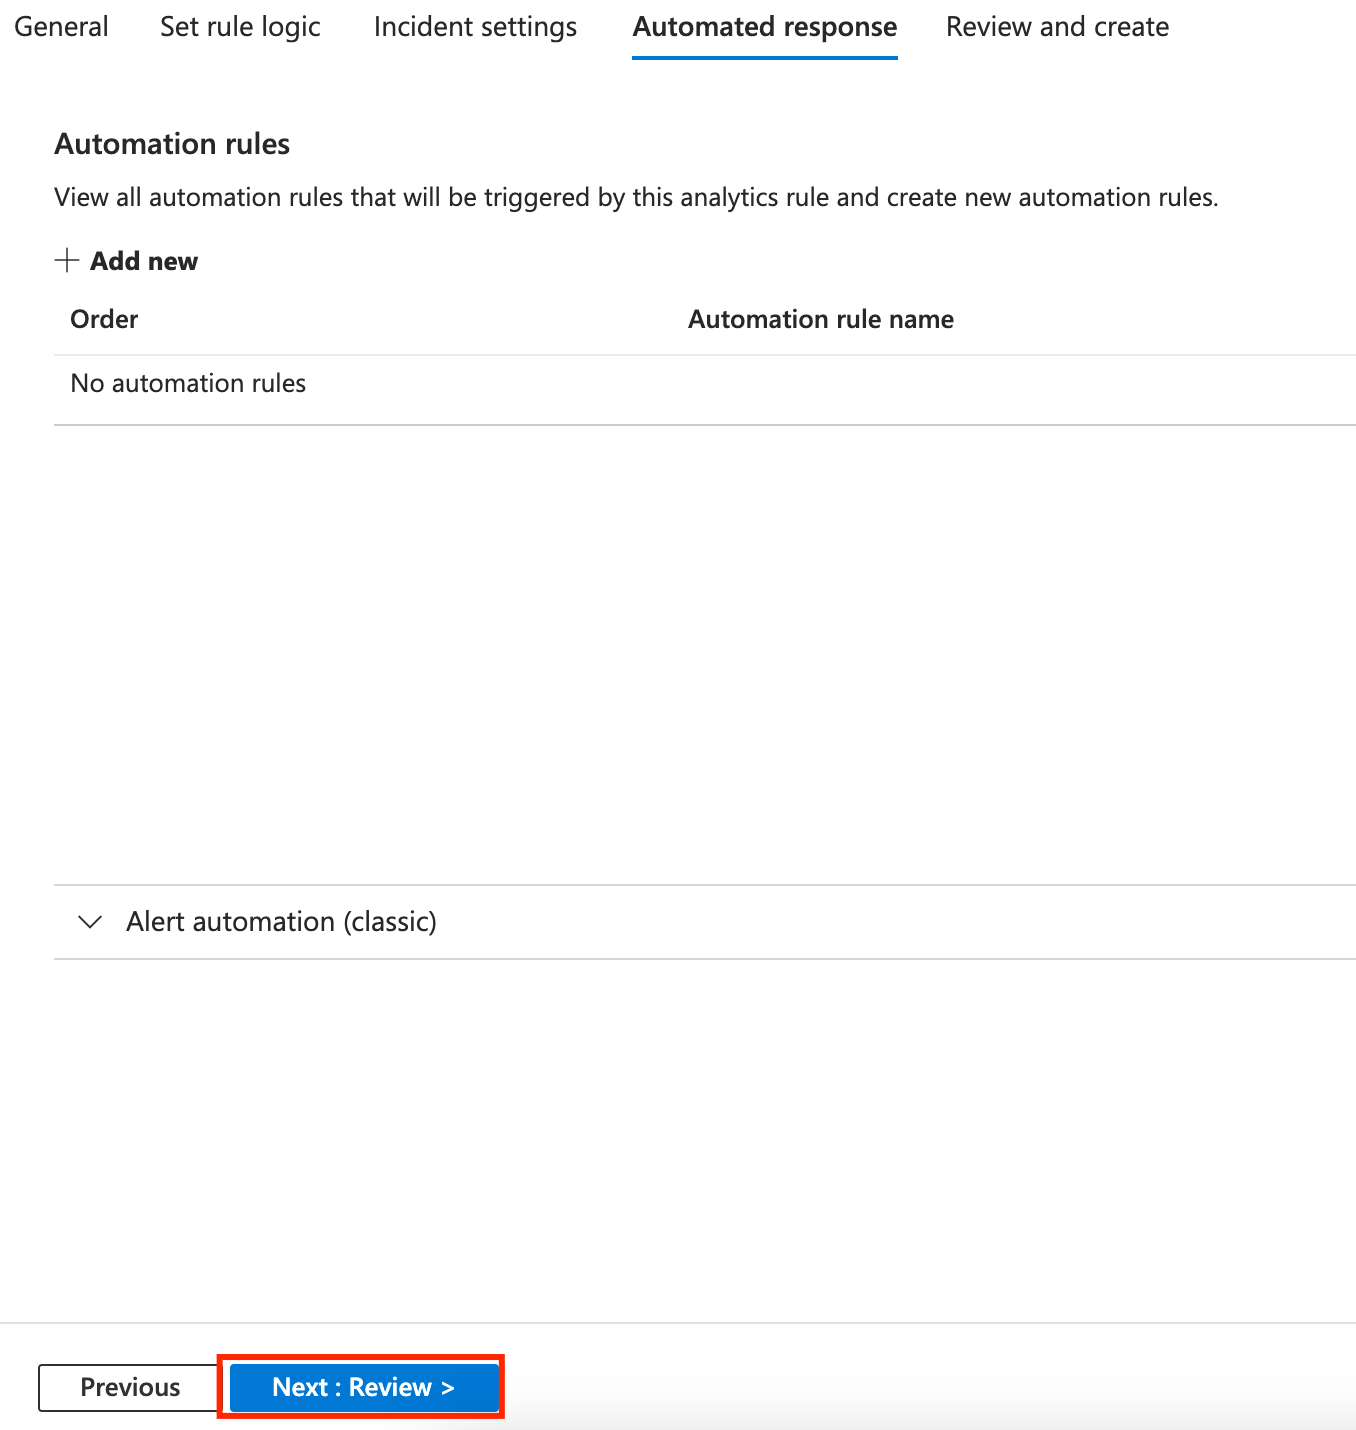 General Set rule logic Incident settings Automated response Review and create
Automation rules
View all automation rules that will be triggered by this analytics rule and create new automation rules.
Add new
Order Automation rule name
No automation rules
Alert automation (classic)
Previous Next : Review >